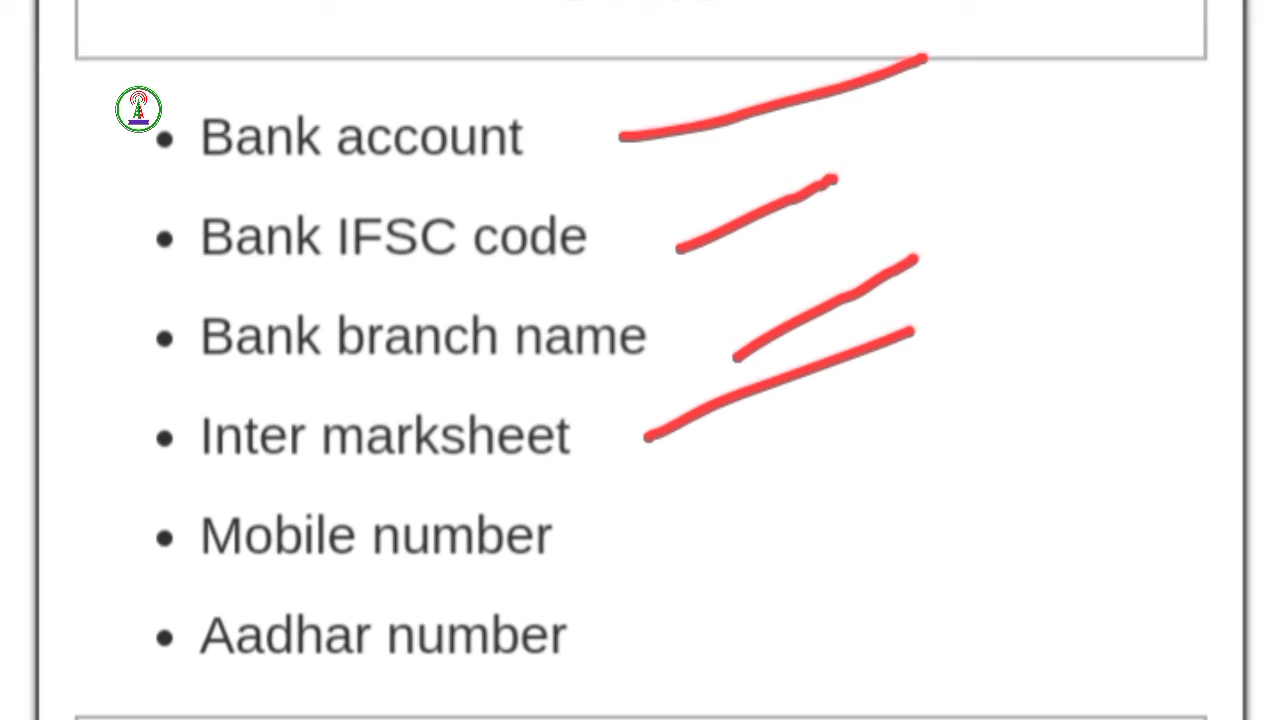 Bank account
Bank IFSC code
Bank branch name
Inter marksheet
Mobile number
Aadhar number